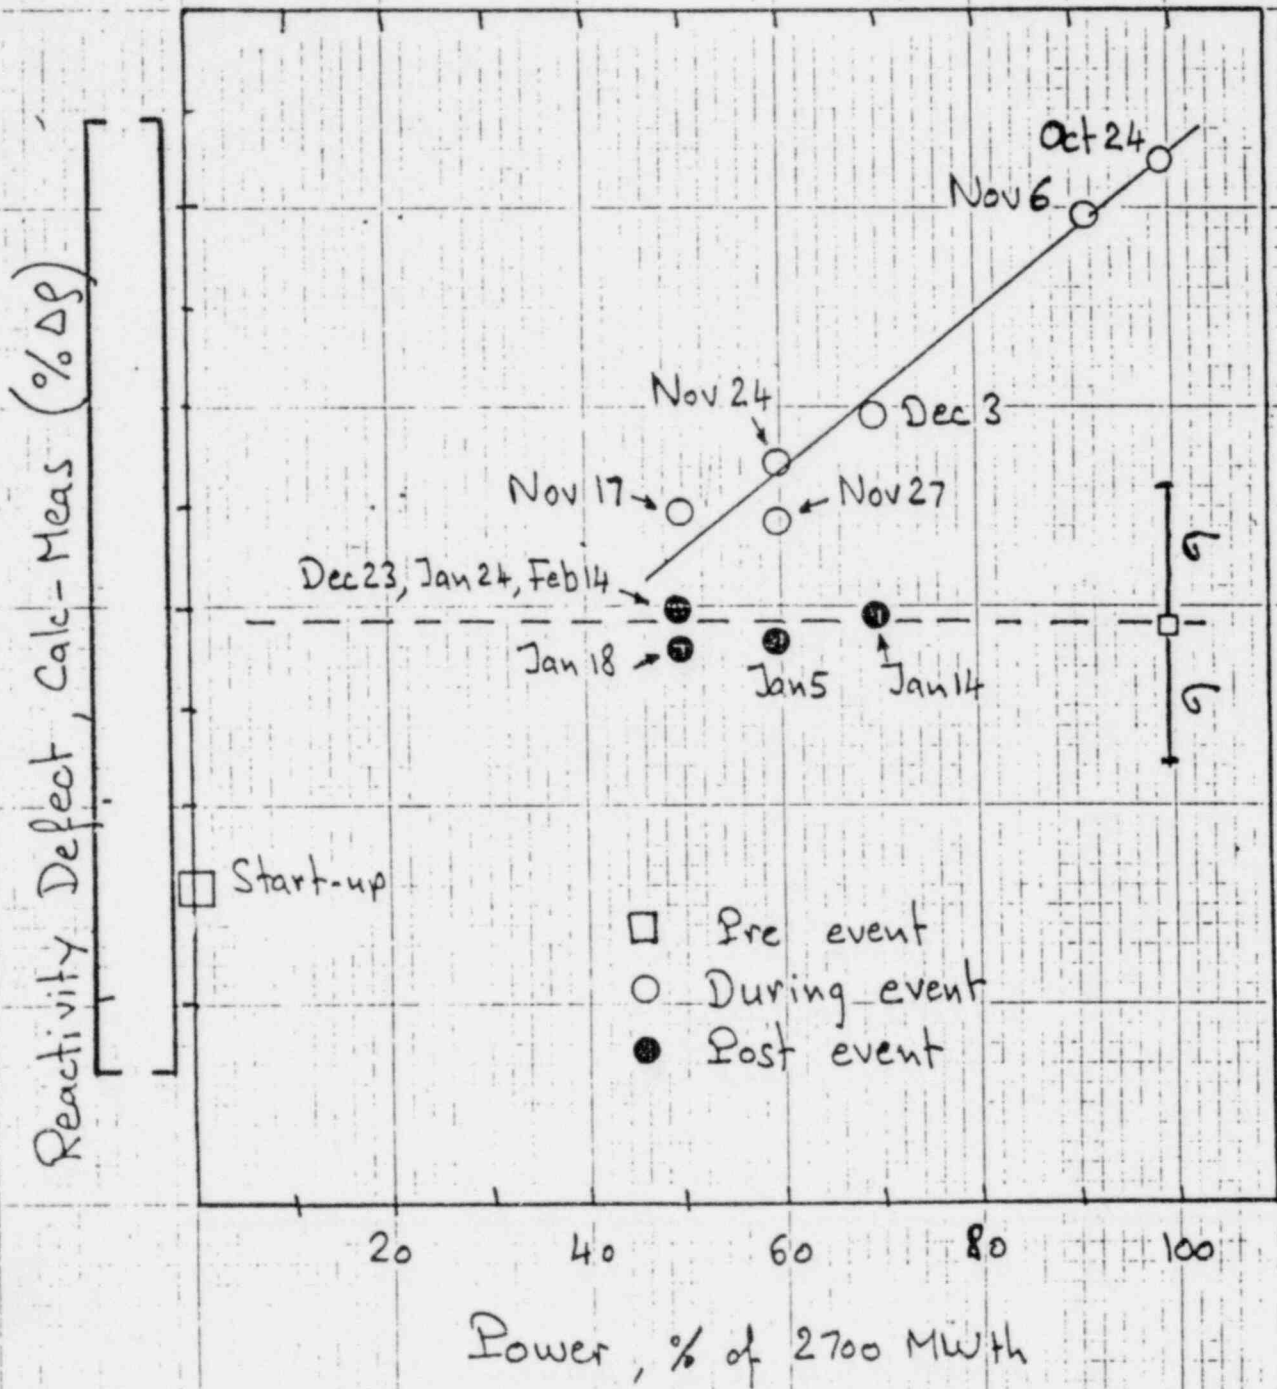 Oct 24
Nov 6
Nov 24
Dec 3
Nov 17
Nov 27
Dec 23, Jan 24, Feb 14
σ
Jan 18
Jan 5
Jan 14
σ
Start-up
Pre event
During event
Post event
Reactivity Defect, Calc-Meas (% Δρ)
20 40 60 80 100
Power, % of 2700 MWth